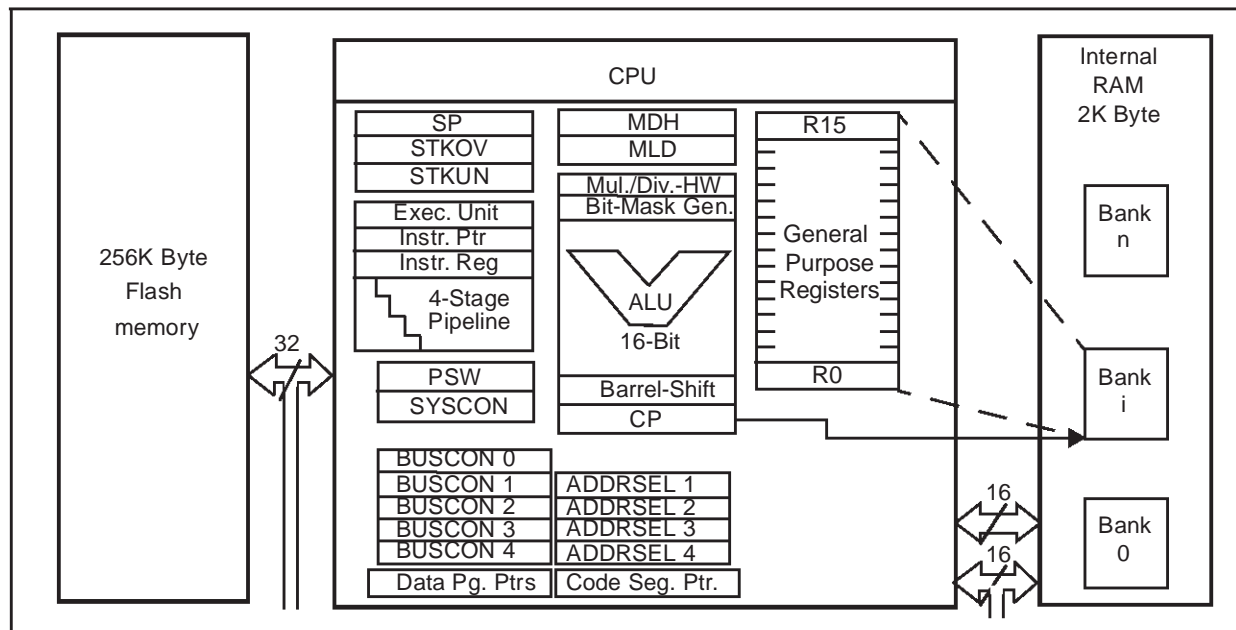 256K Byte
Flash
memory
32
CPU
SP
STKOV
STKUN
Exec. Unit
Instr. Ptr
Instr. Reg
4-Stage
Pipeline
PSW
SYSCON
BUSCON 0
BUSCON 1
BUSCON 2
BUSCON 3
BUSCON 4
Data Pg. Ptrs
MDH
MLD
Mul./Div.-HW
Bit-Mask Gen.
ALU
16-Bit
Barrel-Shift
CP
ADDRSEL 1
ADDRSEL 2
ADDRSEL 3
ADDRSEL 4
Code Seg. Ptr.
R15
General
Purpose
Registers
R0
16
16
Internal
RAM
2K Byte
Bank
n
Bank
i
Bank
0